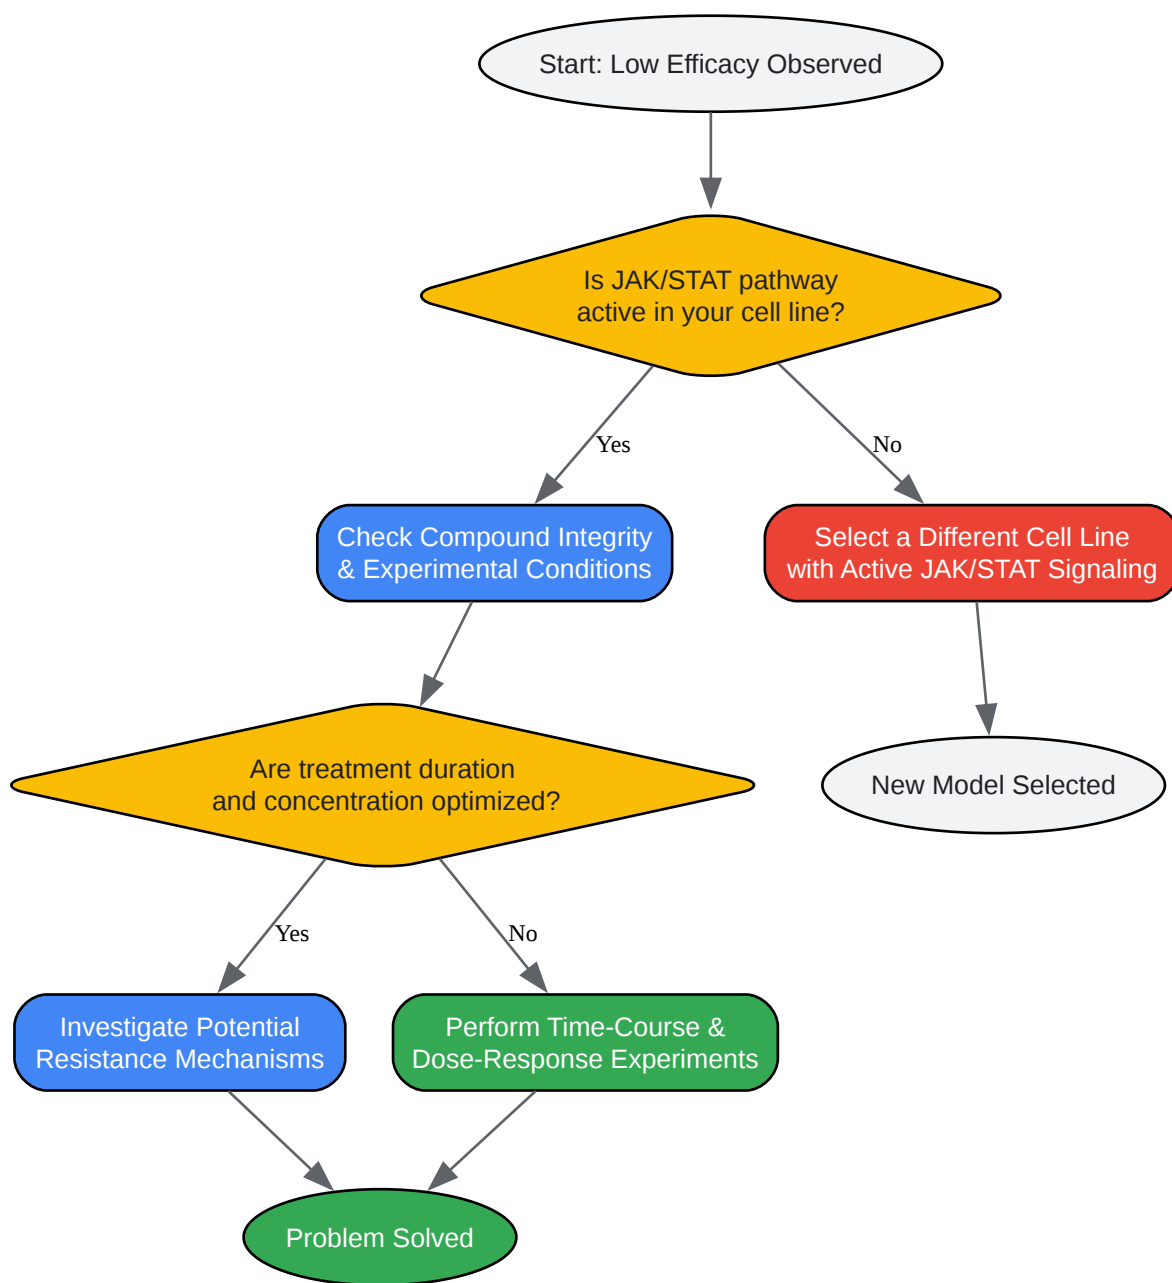 Start: Low Efficacy Observed
Is JAK/STAT pathway
active in your cell line?
Yes
No
Check Compound Integrity
& Experimental Conditions
Select a Different Cell Line
with Active JAK/STAT Signaling
Are treatment duration
and concentration optimized?
New Model Selected
Yes
No
Investigate Potential
Resistance Mechanisms
Perform Time-Course &
Dose-Response Experiments
Problem Solved